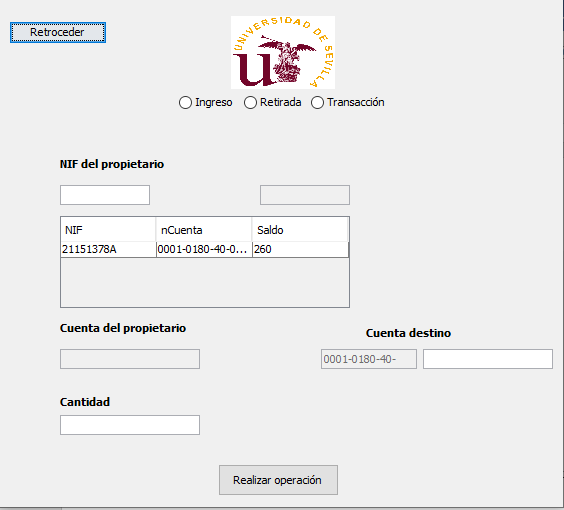 Retroceder
UNIVERSIDAD DE SEVILLA
Ingreso Retirada Transacción
NIF del propietario
NIF nCuenta Saldo
21151378A 0001-0180-40-0... 260
Cuenta del propietario Cuenta destino
0001-0180-40-
Cantidad
Realizar operación